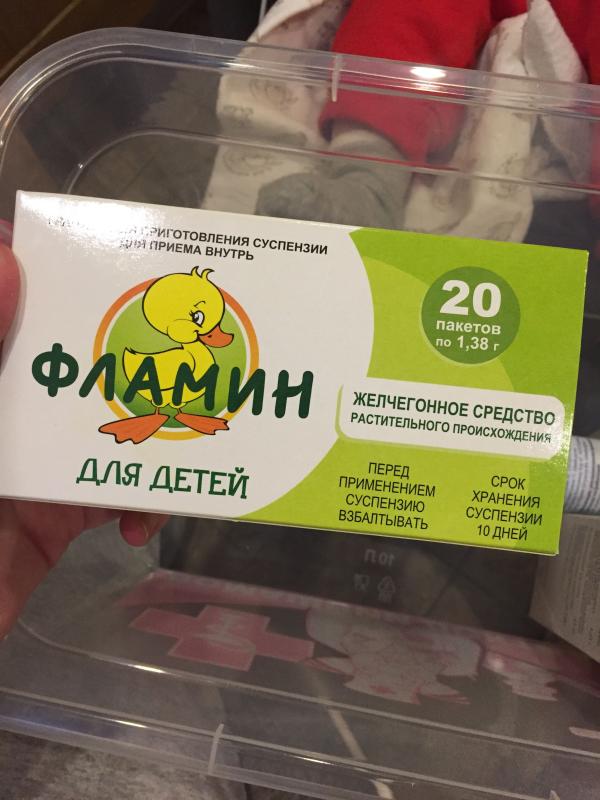 ПРИГОТОВЛЕНИЯ СУСПЕНЗИИ
ДЛЯ ПРИЕМА ВНУТРЬ
20
пакетов
по 1,38 г
ФЛАМИН
ДЛЯ ДЕТЕЙ
ЖЕЛЧЕГОННОЕ СРЕДСТВО
РАСТИТЕЛЬНОГО ПРОИСХОЖДЕНИЯ
ПЕРЕД
ПРИМЕНЕНИЕМ
СУСПЕНЗИЮ
ВЗБАЛТЫВАТЬ
СРОК
ХРАНЕНИЯ
СУСПЕНЗИИ
10 ДНЕЙ